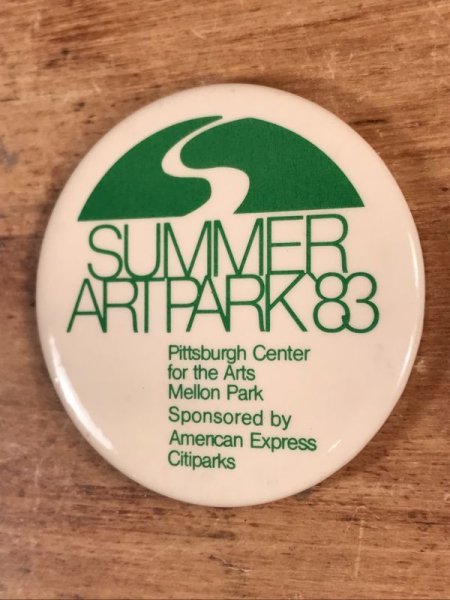 SUMMER
ARTPARK '83
Pittsburgh Center
for the Arts
Mellon Park
Sponsored by
American Express
Citiparks